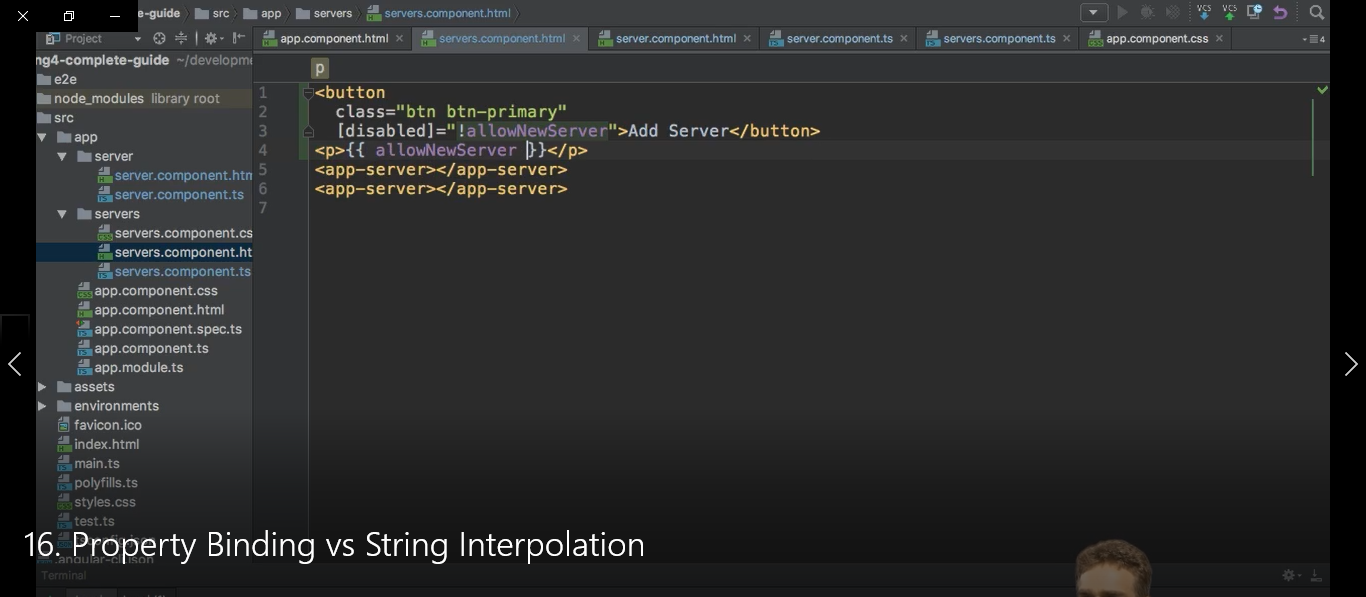 e-guide src app servers servers.component.html
VCS VCS
Project
app.component.html servers.component.html server.component.html server.component.ts servers.component.ts app.component.css 4
ng4-complete-guide ~/developme
e2e
node_modules library root
src
app
server
server.component.htm
server.component.ts
servers
servers.component.cs
servers.component.ht
servers.component.ts
app.component.css
app.component.html
app.component.spec.ts
app.component.ts
app.module.ts
assets
environments
favicon.ico
index.html
main.ts
polyfills.ts
styles.css
test.ts
.angular-cli.json
Terminal
p
1 <button
2 class="btn btn-primary"
3 [disabled]="!allowNewServer">Add Server</button>
4 <p>{{ allowNewServer }}</p>
5 <app-server></app-server>
6 <app-server></app-server>
7
16. Property Binding vs String Interpolation